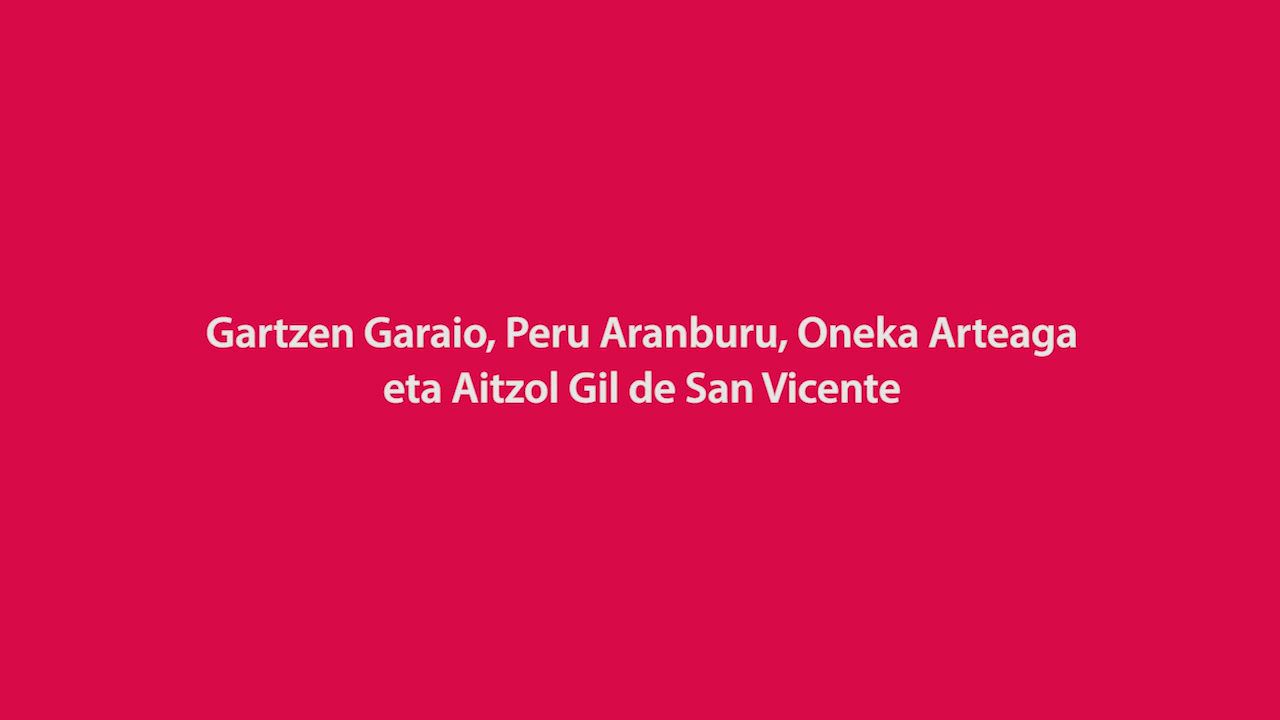 Gartzen Garaio, Peru Aranburu, Oneka Arteaga
eta Aitzol Gil de San Vicente